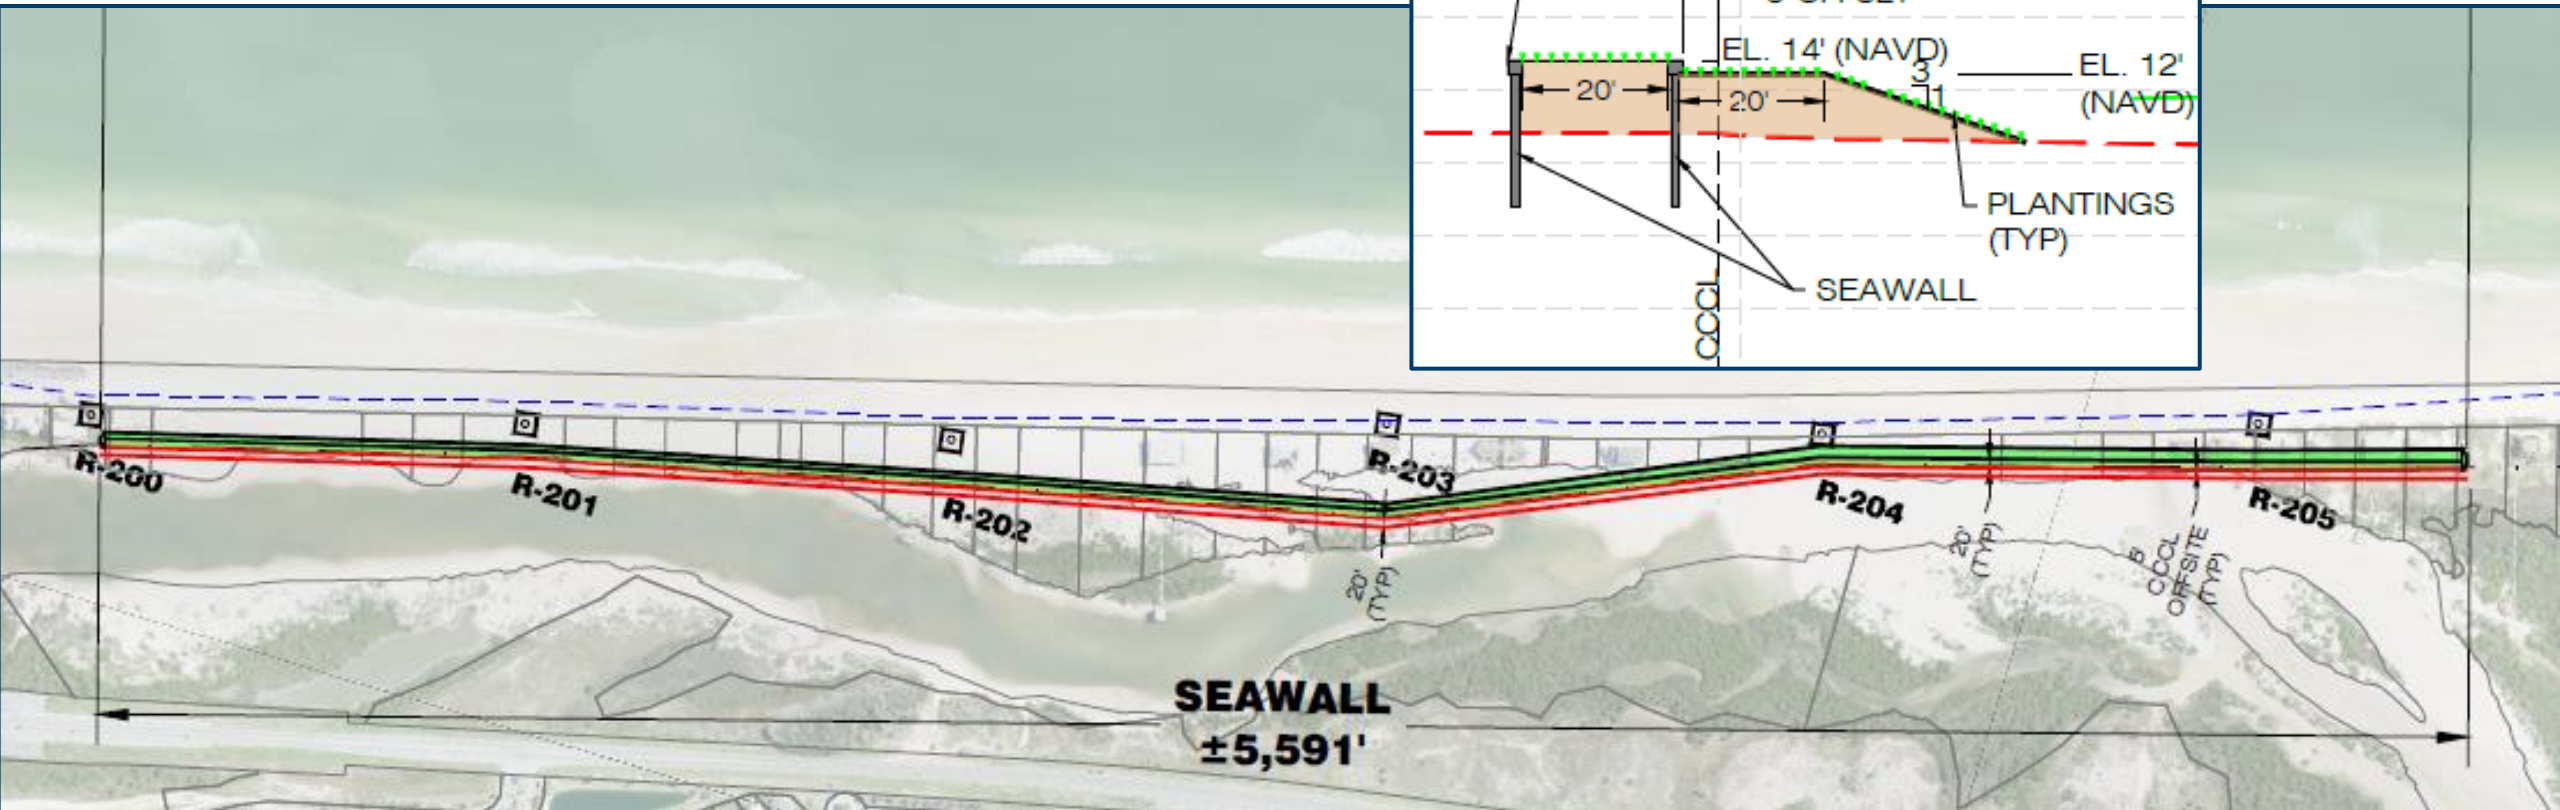 EL. 14' (NAVD)
3
1
EL. 12'
(NAVD)
20'
20'
PLANTINGS
(TYP)
SEAWALL
CCCL
R-200
R-201
R-202
R-203
R-204
R-205
20'
(TYP)
20'
(TYP)
5'
CCCL
OFFSITE
(TYP)
SEAWALL
±5,591'